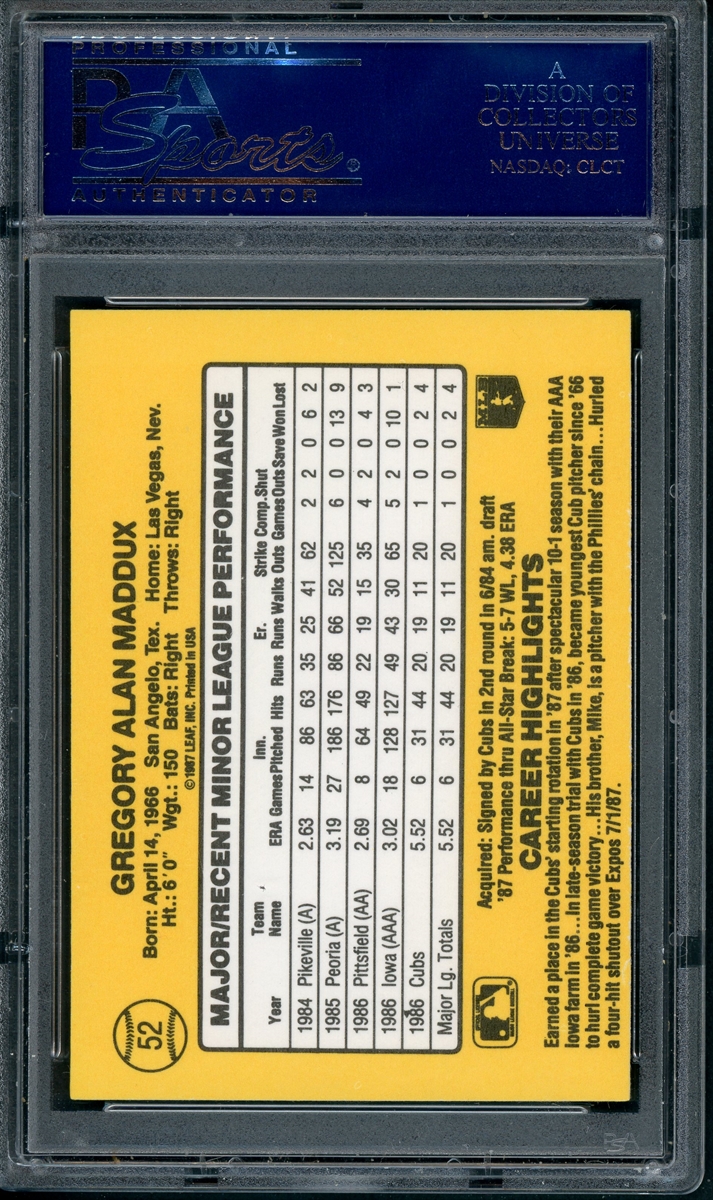 PROFESSIONAL
PSA
Sports ®
AUTHENTICATOR
A
DIVISION OF
COLLECTORS
UNIVERSE
NASDAQ: CLCT
52
GREGORY ALAN MADDUX
Born: April 14, 1966 San Angelo, Tex. Home: Las Vegas, Nev.
Ht.: 6'0" Wgt.: 150 Bats: Right Throws: Right
©1987 LEAF, INC. Printed in USA
MAJOR/RECENT MINOR LEAGUE PERFORMANCE
Team Inn. Er. Strike Comp. Shut
Year Name ERA Games Pitched Hits Runs Runs Walks Outs Games Outs Save Won Lost
1984 Pikeville (A) 2.63 14 86 63 35 25 41 62 2 2 0 6 2
1985 Peoria (A) 3.19 27 186 176 86 66 52 125 6 0 0 13 9
1986 Pittsfield (AA) 2.69 8 64 49 22 19 15 35 4 2 0 4 3
1986 Iowa (AAA) 3.02 18 128 127 49 43 30 65 5 2 0 10 1
1986 Cubs 5.52 6 31 44 20 19 11 20 1 0 0 2 4
Major Lg. Totals 5.52 6 31 44 20 19 11 20 1 0 0 2 4
Acquired: Signed by Cubs in 2nd round in 6/84 am. draft
'87 Performance thru All-Star Break: 5-7 WL, 4.38 ERA
CAREER HIGHLIGHTS
MLB
Earned a place in the Cubs' starting rotation in '87 after spectacular 10-1 season with their AAA
Iowa farm in '86...In late-season trial with Cubs in '86, became youngest Cub pitcher since '66
to hurl complete game victory...His brother, Mike, is a pitcher with the Phillies' chain...Hurled
a four-hit shutout over Expos 7/1/87.
PSA